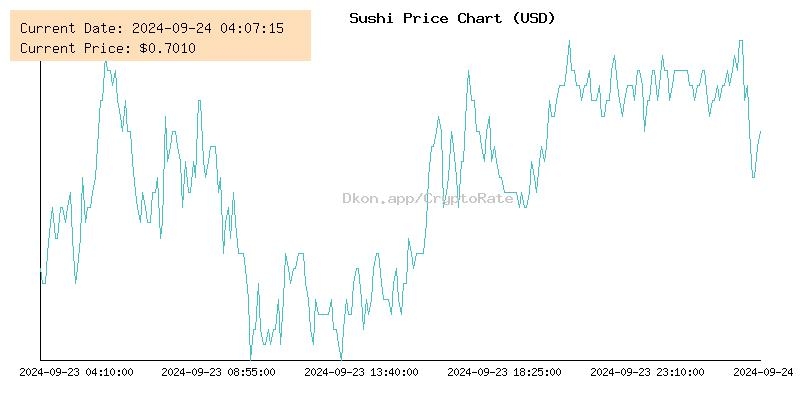 Sushi Price Chart (USD)
Current Date: 2024-09-24 04:07:15
Current Price: $0.7010
Dkon.app/CryptoRate
2024-09-23 04:10:00 2024-09-23 08:55:00 2024-09-23 13:40:00 2024-09-23 18:25:00 2024-09-23 23:10:00 2024-09-24